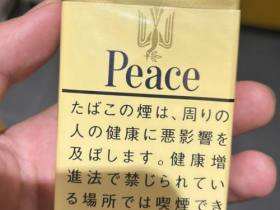 Peace
たばこの煙は、周りの
人の健康に悪影響を
及ぼします。健康増
進法で禁じられてい
る場所では喫煙でき